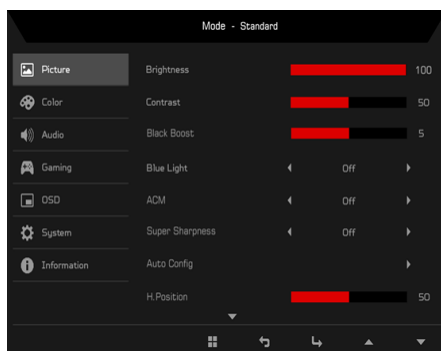 Mode - Standard
Picture
Brightness 100
Color
Contrast 50
Audio
Black Boost 5
Gaming
Blue Light Off
OSD
ACM Off
System
Super Sharpness Off
Information
Auto Config
H.Position 50